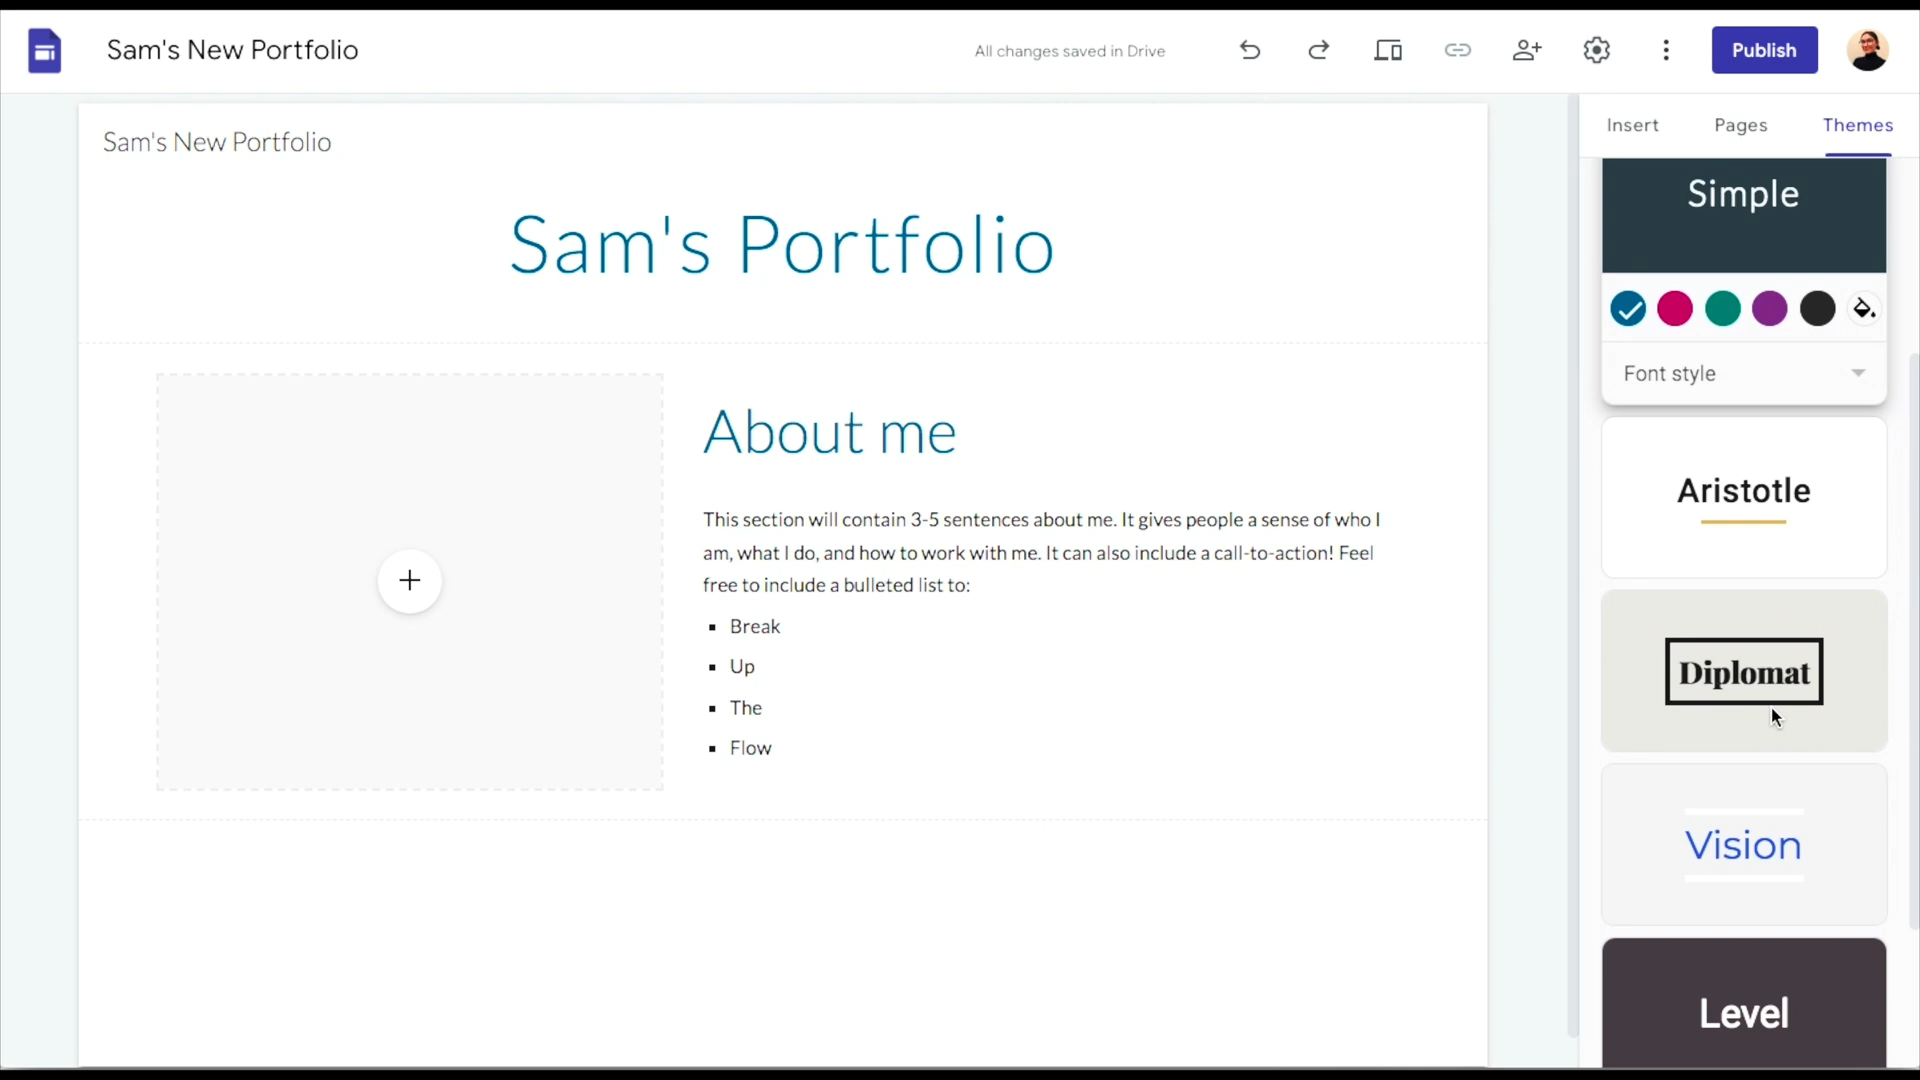 Sam's New Portfolio
All changes saved in Drive
Publish
Sam's New Portfolio
Sam's Portfolio
About me
This section will contain 3-5 sentences about me. It gives people a sense of who I
am, what I do, and how to work with me. It can also include a call-to-action! Feel
free to include a bulleted list to:
Break
Up
The
Flow
Insert
Pages
Themes
Simple
Font style
Aristotle
Diplomat
Vision
Level